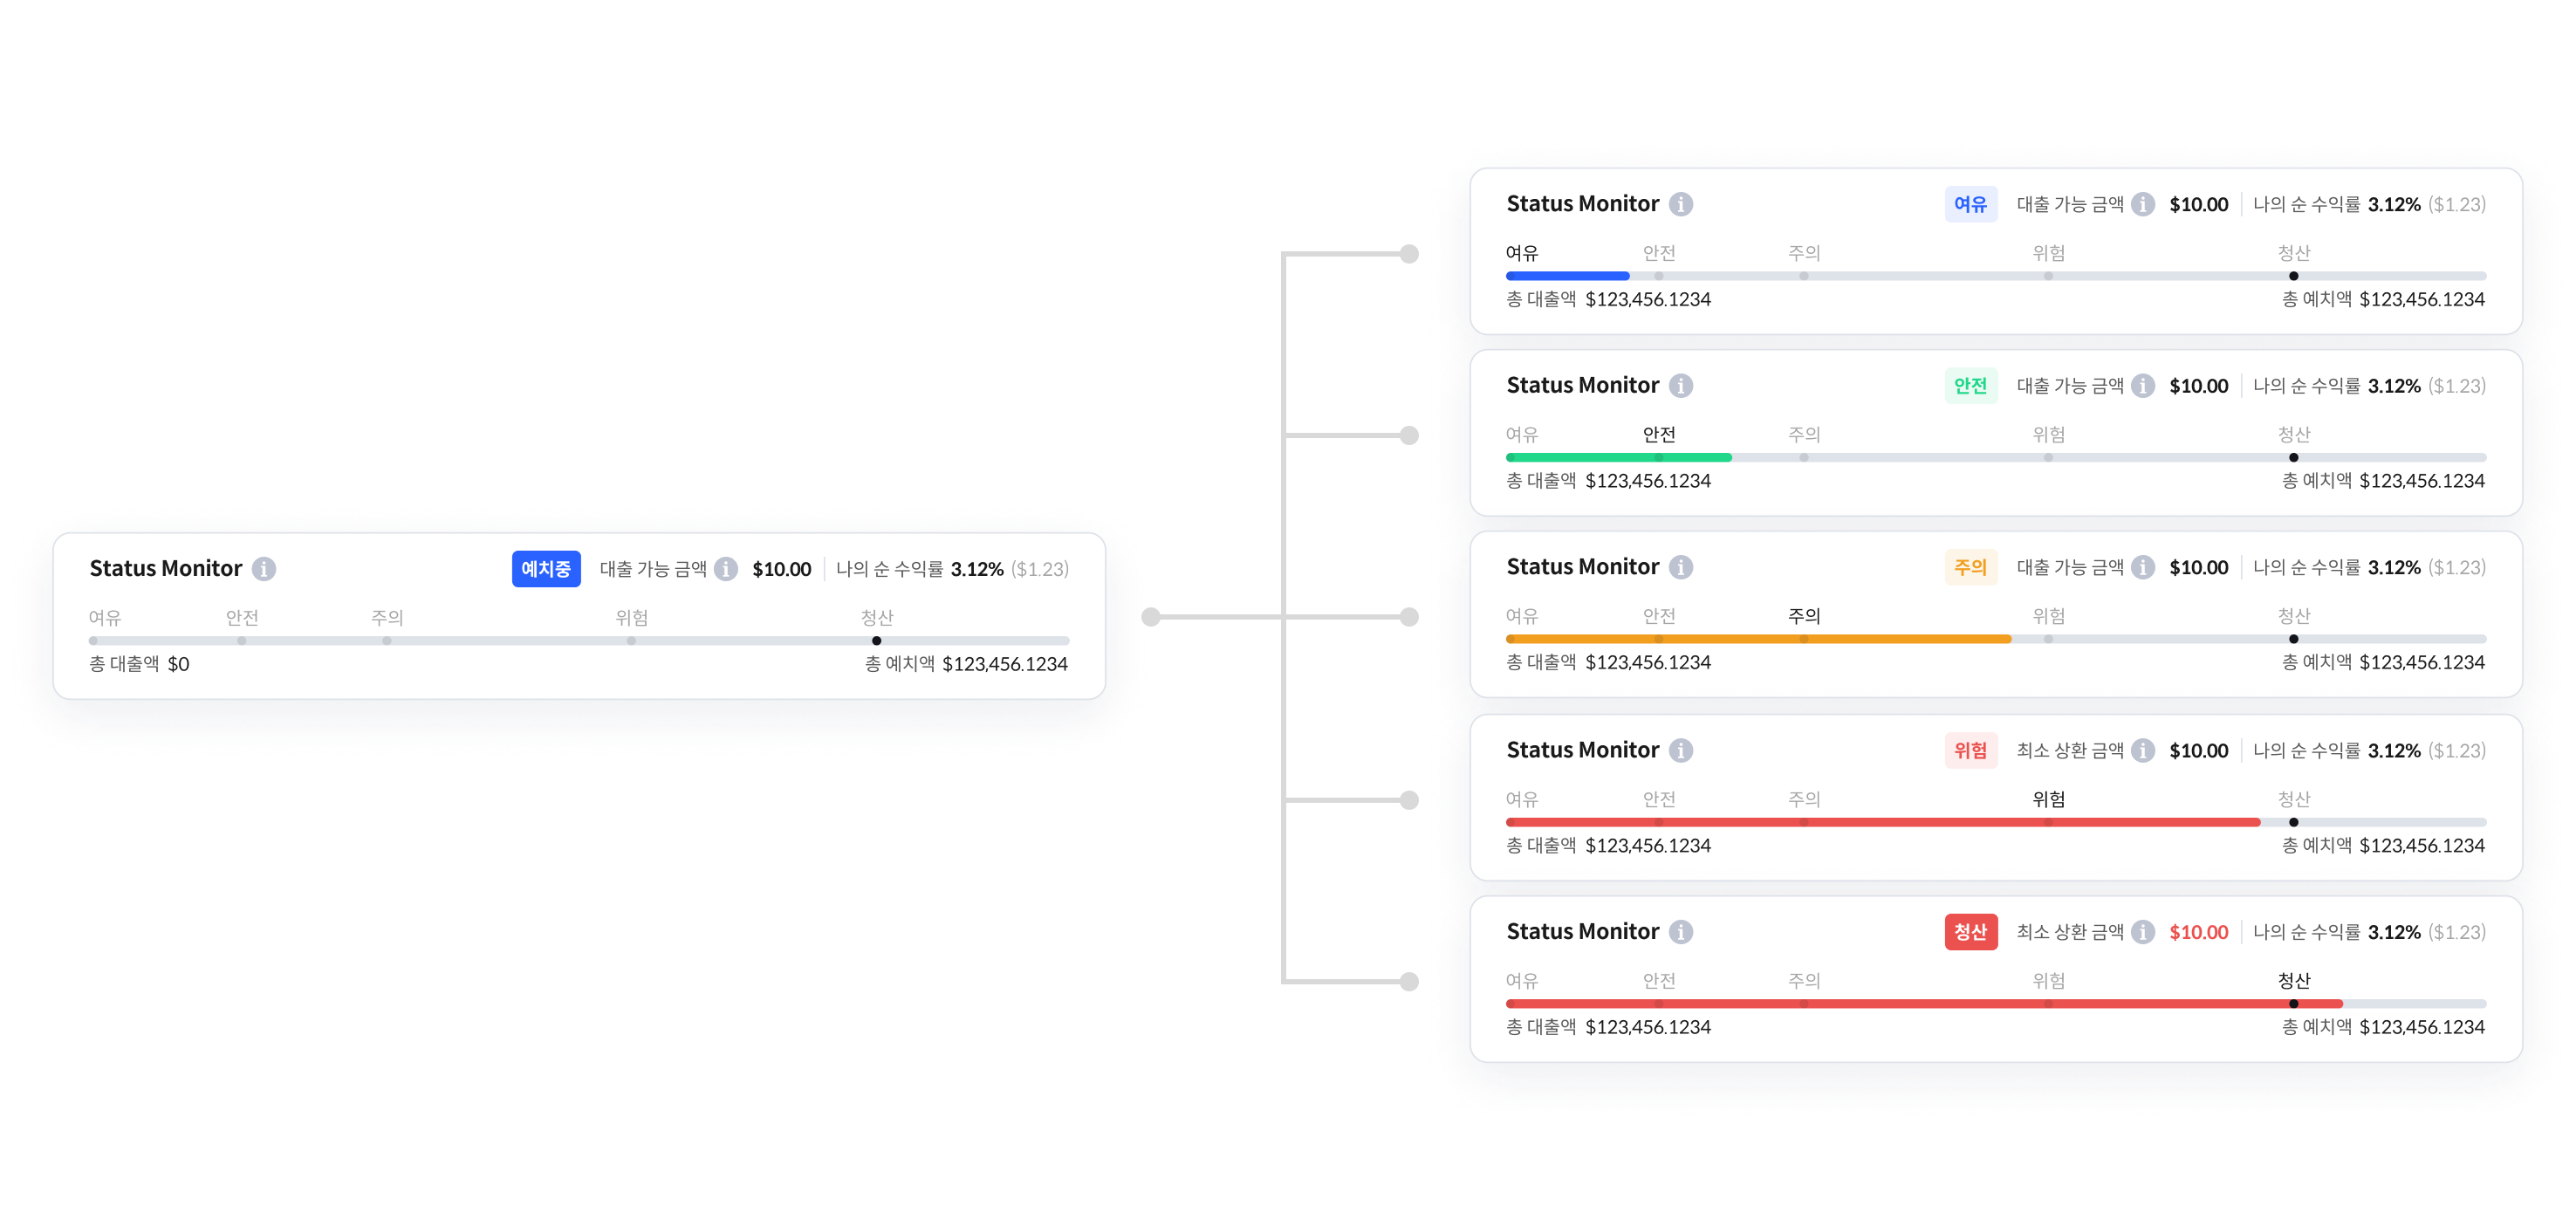 Status Monitor 예치중 대출 가능 금액 $10.00 나의 순 수익률 3.12% ($1.23)
여유 안전 주의 위험 청산
총 대출액 $0 총 예치액 $123,456.1234
Status Monitor 여유 대출 가능 금액 $10.00 나의 순 수익률 3.12% ($1.23)
여유 안전 주의 위험 청산
총 대출액 $123,456.1234 총 예치액 $123,456.1234
Status Monitor 안전 대출 가능 금액 $10.00 나의 순 수익률 3.12% ($1.23)
여유 안전 주의 위험 청산
총 대출액 $123,456.1234 총 예치액 $123,456.1234
Status Monitor 주의 대출 가능 금액 $10.00 나의 순 수익률 3.12% ($1.23)
여유 안전 주의 위험 청산
총 대출액 $123,456.1234 총 예치액 $123,456.1234
Status Monitor 위험 최소 상환 금액 $10.00 나의 순 수익률 3.12% ($1.23)
여유 안전 주의 위험 청산
총 대출액 $123,456.1234 총 예치액 $123,456.1234
Status Monitor 청산 최소 상환 금액 $10.00 나의 순 수익률 3.12% ($1.23)
여유 안전 주의 위험 청산
총 대출액 $123,456.1234 총 예치액 $123,456.1234